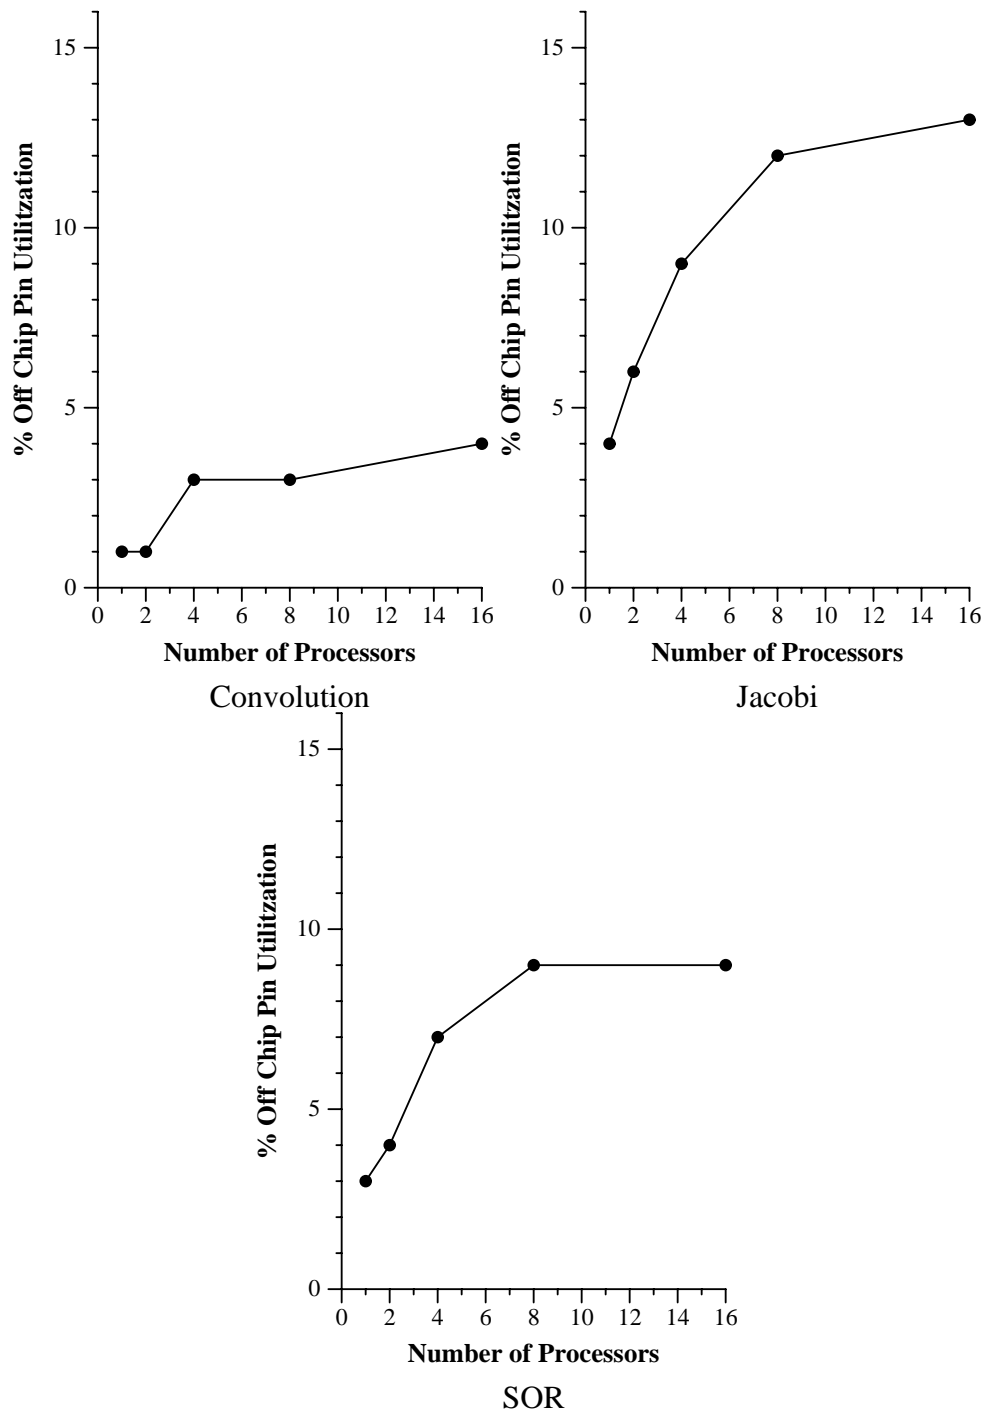 15
10
5
0
0 2 4 6 8 10 12 14 16
% Off Chip Pin Utilitzation
Number of Processors
Convolution
15
10
5
0
0 2 4 6 8 10 12 14 16
% Off Chip Pin Utilitzation
Number of Processors
Jacobi
15
10
5
0
0 2 4 6 8 10 12 14 16
% Off Chip Pin Utilitzation
Number of Processors
SOR